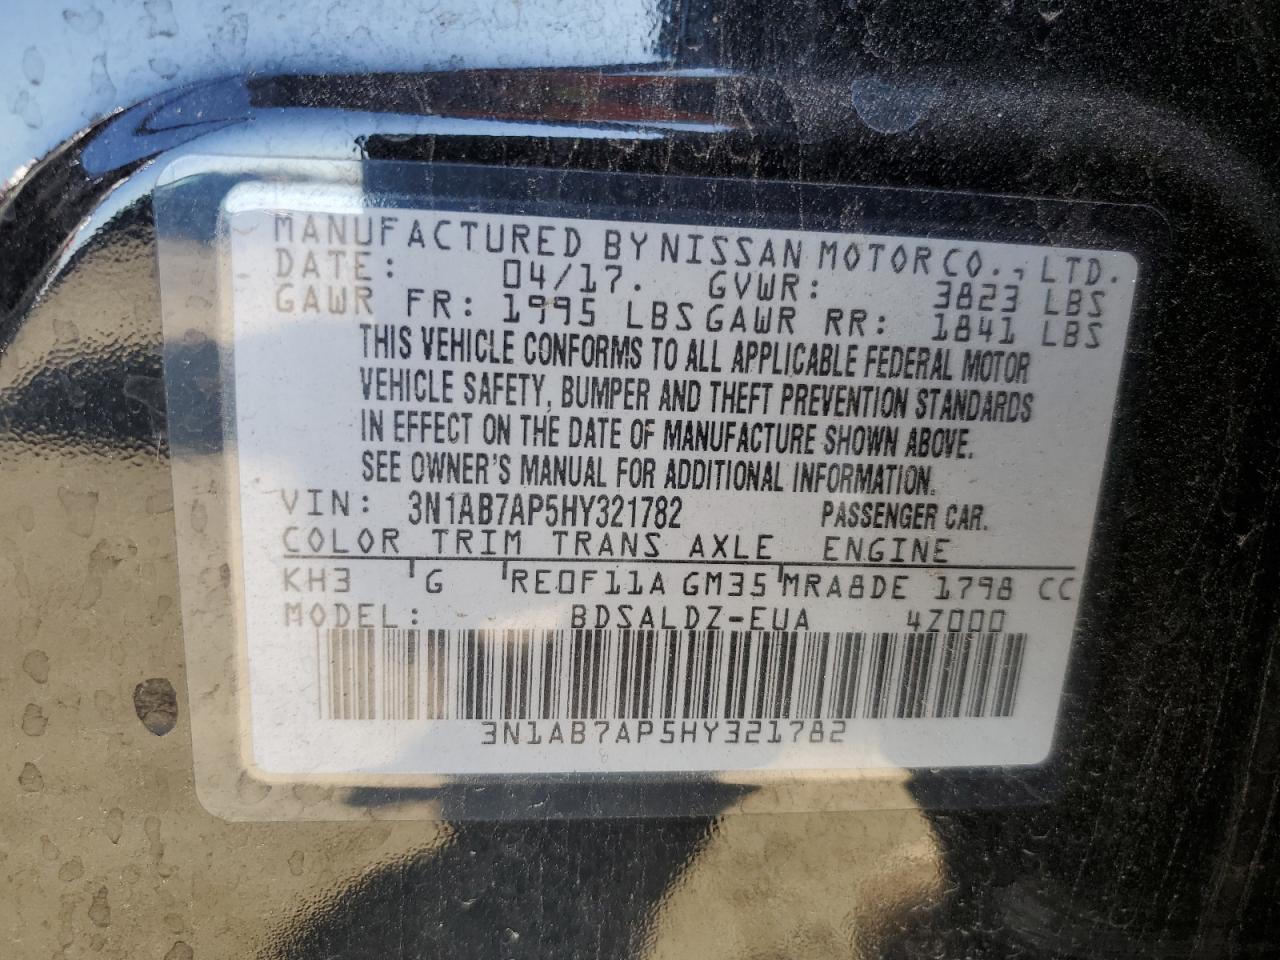 MANUFACTURED BY NISSAN MOTOR CO., LTD.
DATE: 04/17. GVWR: 3823 LBS
GAWR FR: 1995 LBS GAWR RR: 1841 LBS
THIS VEHICLE CONFORMS TO ALL APPLICABLE FEDERAL MOTOR
VEHICLE SAFETY, BUMPER AND THEFT PREVENTION STANDARDS
IN EFFECT ON THE DATE OF MANUFACTURE SHOWN ABOVE.
SEE OWNER'S MANUAL FOR ADDITIONAL INFORMATION.
VIN: 3N1AB7AP5HY321782 PASSENGER CAR.
COLOR TRIM TRANS AXLE ENGINE
KH3 G RE0F11A GM35 MRA8DE 1798 CC
MODEL: BDSALDZ-EUA 4Z000
3N1AB7AP5HY321782